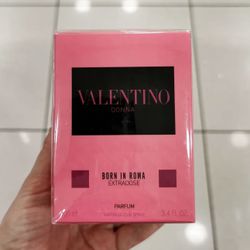 VALENTINO
DONNA
BORN IN ROMA
EXTRADOSE
PARFUM
3.4 FL.OZ